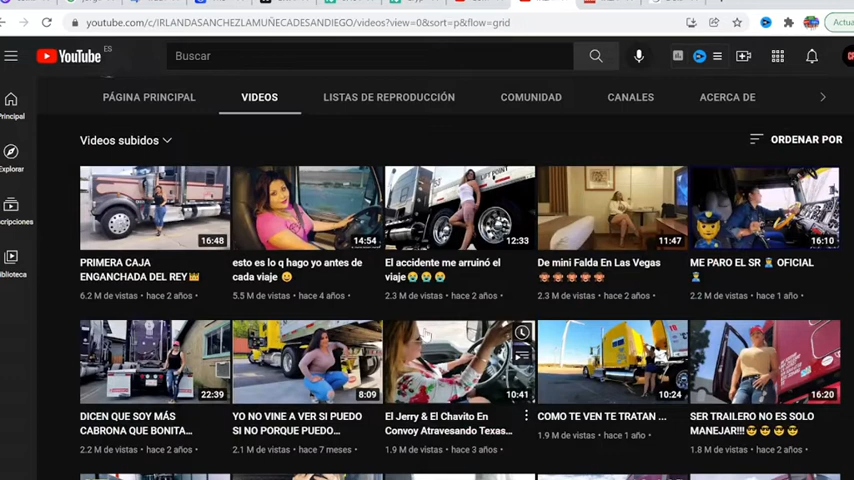 youtube.com/c/IRLANDASANCHEZLAMUÑECADESANDIEGO/videos?view=0&sort=p&flow=grid
Actua
YouTube ES
Buscar
PÁGINA PRINCIPAL VIDEOS LISTAS DE REPRODUCCIÓN COMUNIDAD CANALES ACERCA DE
Principal
Explorar
cripciones
iblioteca
Videos subidos
ORDENAR POR
16:48
14:54
LIFT POINT
12:33
11:47
16:10
PRIMERA CAJA
ENGANCHADA DEL REY👑
6.2 M de vistas • hace 2 años
esto es lo q hago yo antes de
cada viaje 😀
5.5 M de vistas • hace 4 años
El accidente me arruinó el
viaje😭😭😭
2.3 M de vistas • hace 2 años
De mini Falda En Las Vegas
🙈🙈🙈🙈🙈
2.3 M de vistas • hace 2 años
ME PARO EL SR 👮‍♂️ OFICIAL
👮‍♂️
2.2 M de vistas • hace 1 año
22:39
8:09
10:41
10:24
16:20
DICEN QUE SOY MÁS
CABRONA QUE BONITA...
2.2 M de vistas • hace 2 años
YO NO VINE A VER SI PUEDO
SI NO PORQUE PUEDO...
2.1 M de vistas • hace 7 meses
El Jerry & El Chavito En
Convoy Atravesando Texas...
1.9 M de vistas • hace 3 años
COMO TE VEN TE TRATAN ...
1.9 M de vistas • hace 1 año
SER TRAILERO NO ES SOLO
MANEJAR!!!😎😎😎😎
1.8 M de vistas • hace 2 años